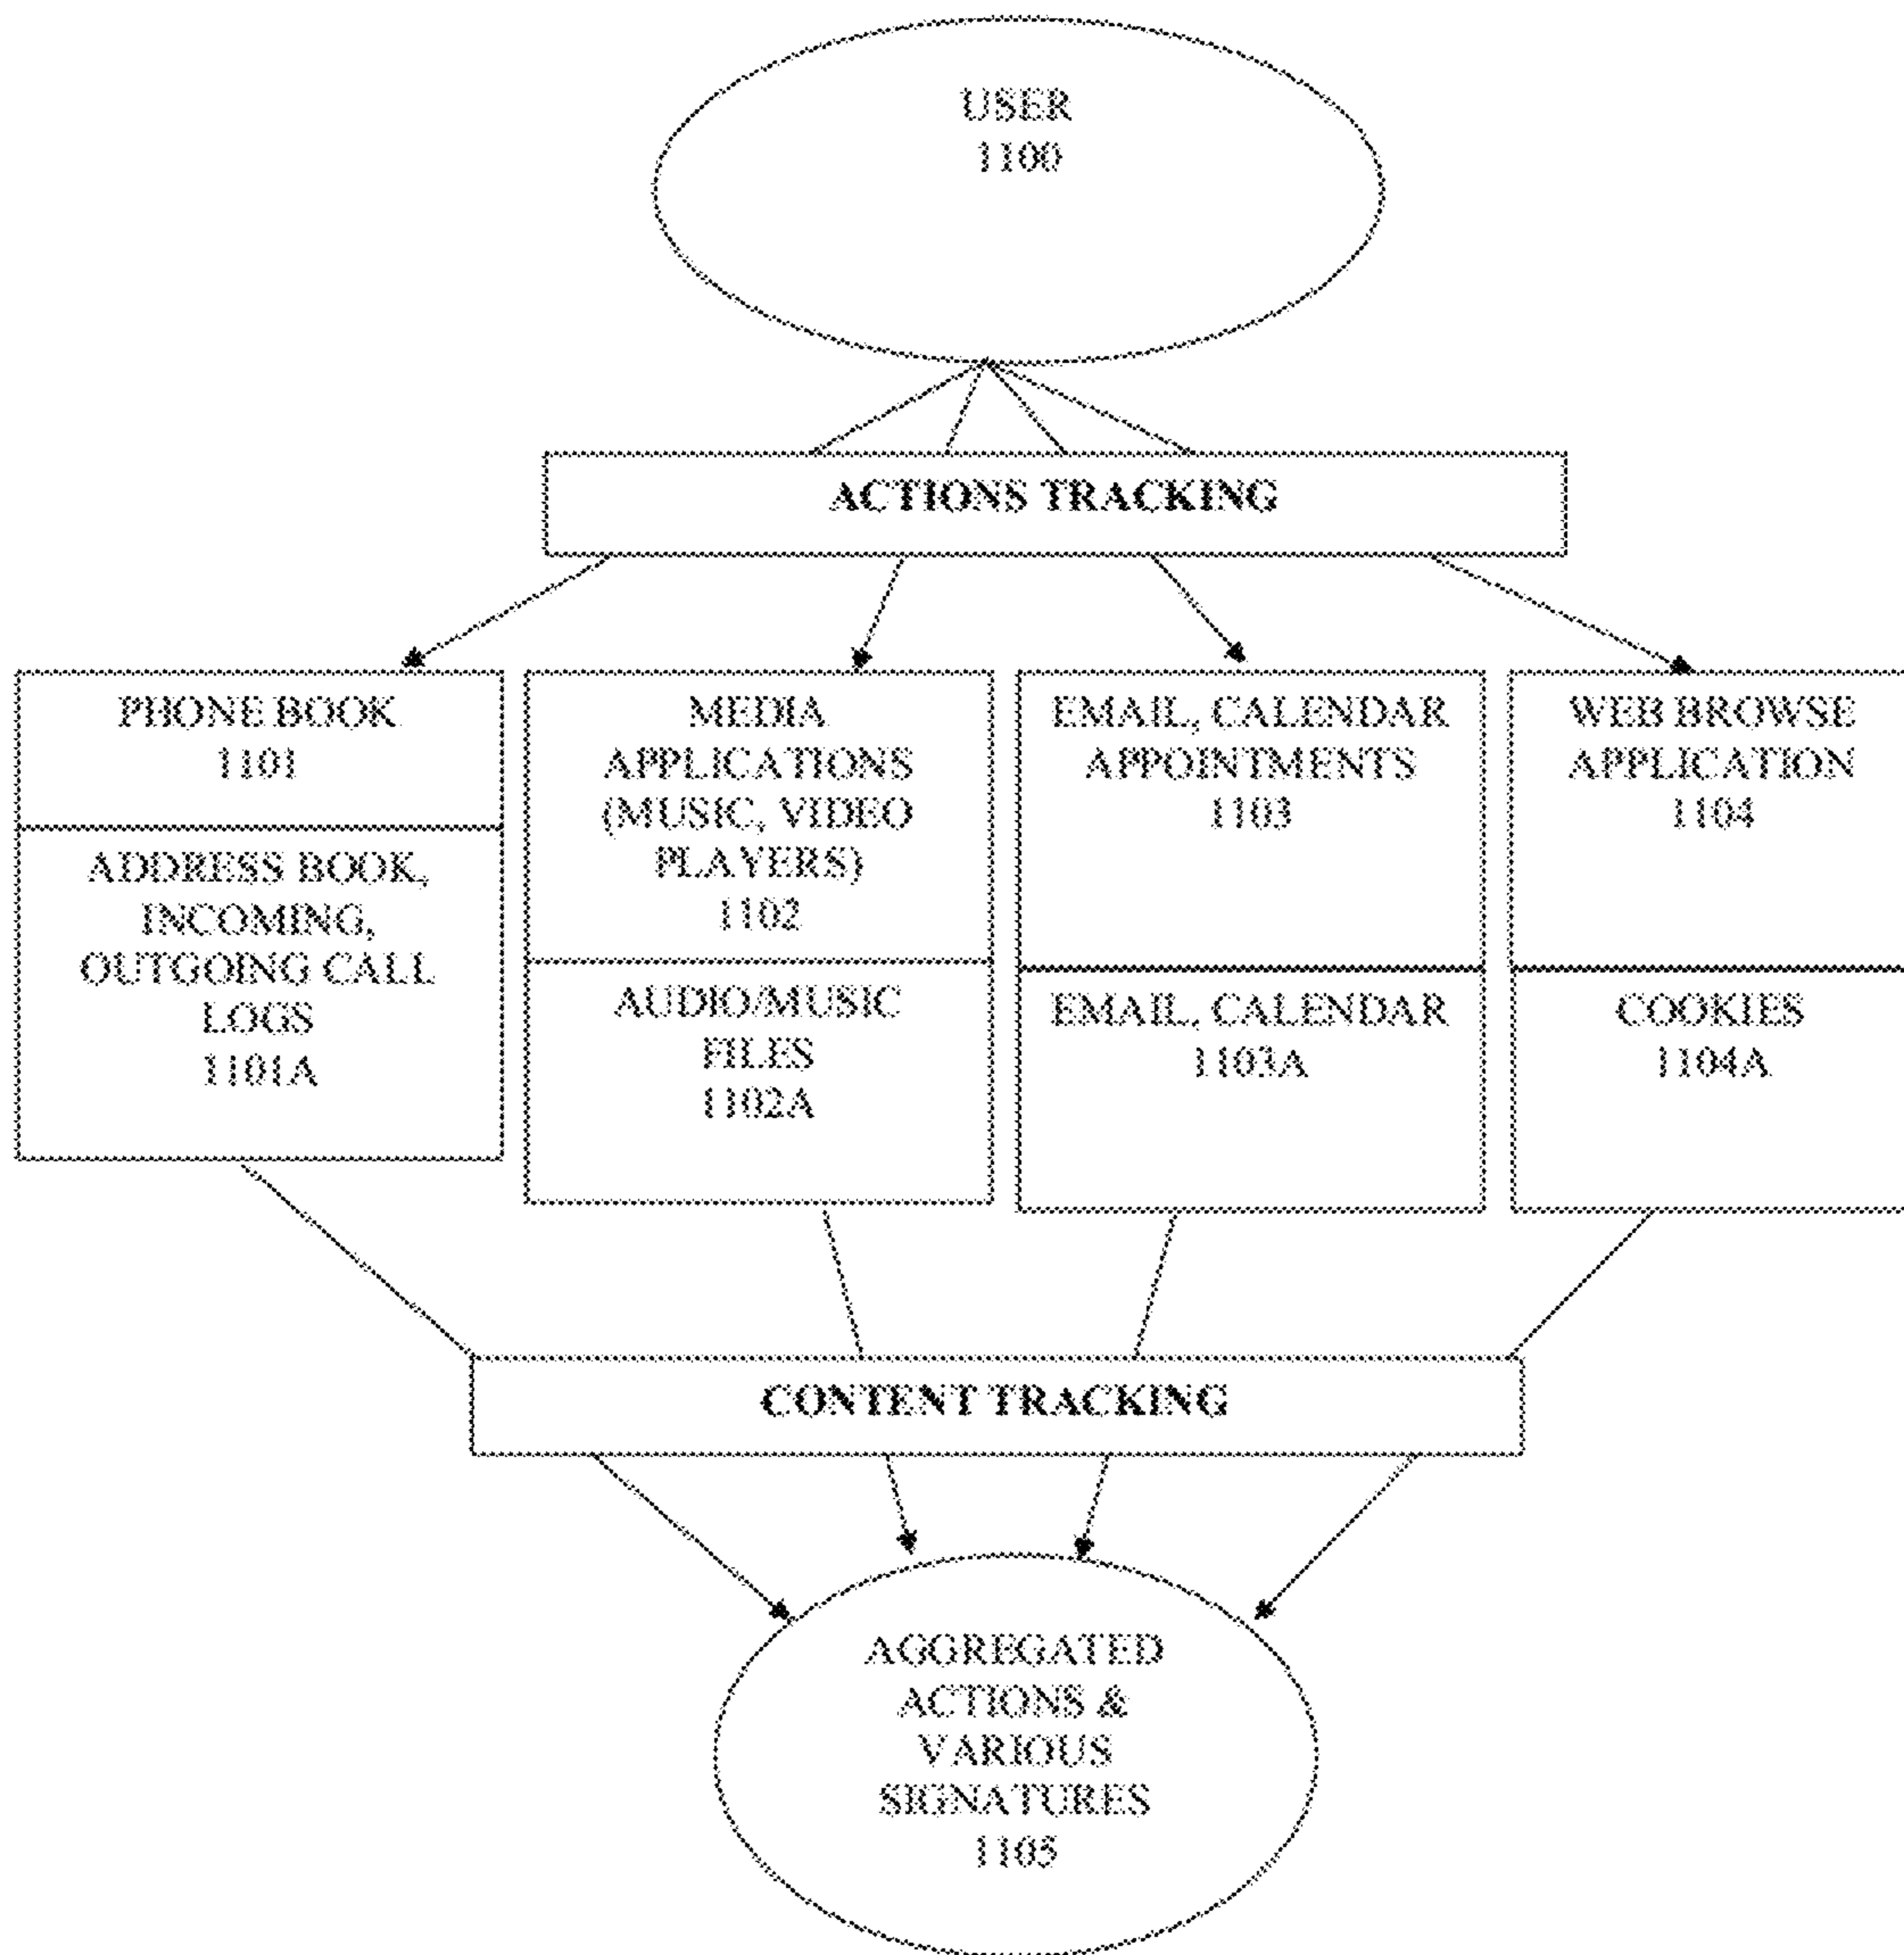 USER
1100
ACTIONS TRACKING
PHONE BOOK
1101
ADDRESS BOOK,
INCOMING,
OUTGOING CALL
LOGS
1101A
MEDIA
APPLICATIONS
(MUSIC, VIDEO
PLAYERS)
1102
AUDIO/MUSIC
FILES
1102A
EMAIL, CALENDAR
APPOINTMENTS
1103
EMAIL, CALENDAR
1103A
WEB BROWSE
APPLICATION
1104
COOKIES
1104A
CONTENT TRACKING
AGGREGATED
ACTIONS &
VARIOUS
SIGNATURES
1105